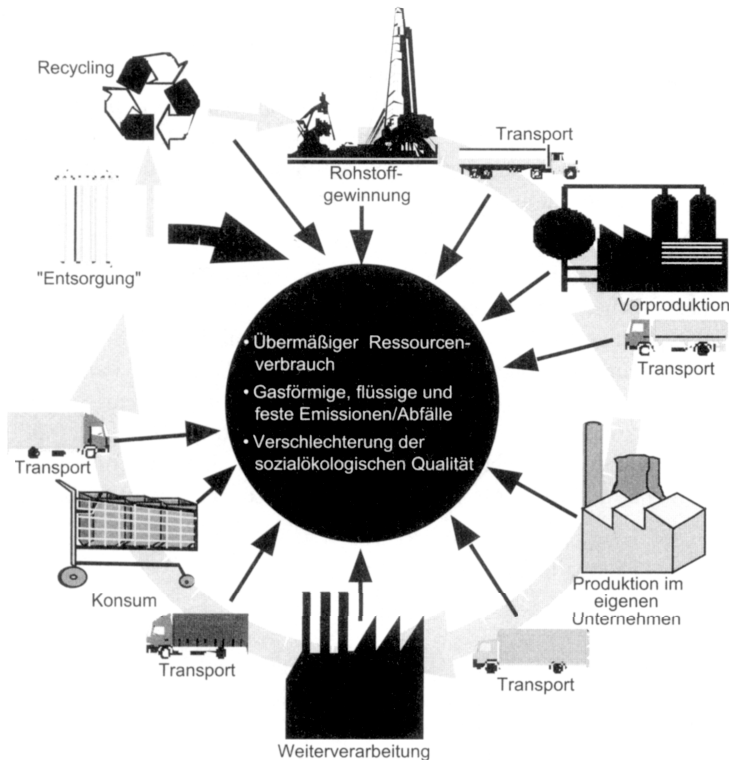 Recycling
Transport
Rohstoff-
gewinnung
"Entsorgung"
Vorproduktion
Transport
• Übermäßiger Ressourcen-
verbrauch
• Gasförmige, flüssige und
feste Emissionen/Abfälle
• Verschlechterung der
sozialökologischen Qualität
Transport
Produktion im
eigenen
Unternehmen
Konsum
Transport
Transport
Weiterverarbeitung